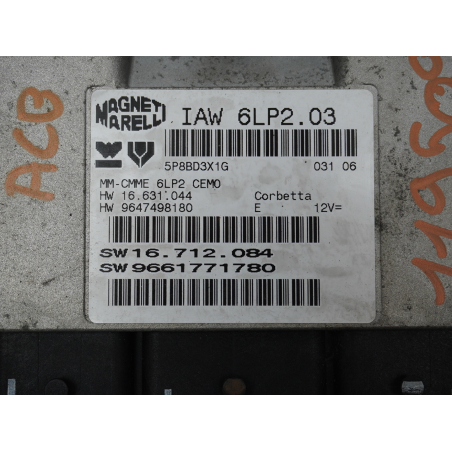 MAGNETI
MARELLI
IAW 6LP2.03
5P8BD3X1G 031 06
MM-CMME 6LP2 CEMO
HW 16.631.044 Corbetta
HW 9647498180 E 12V=
SW16.712.084
SW9661771780
ACB